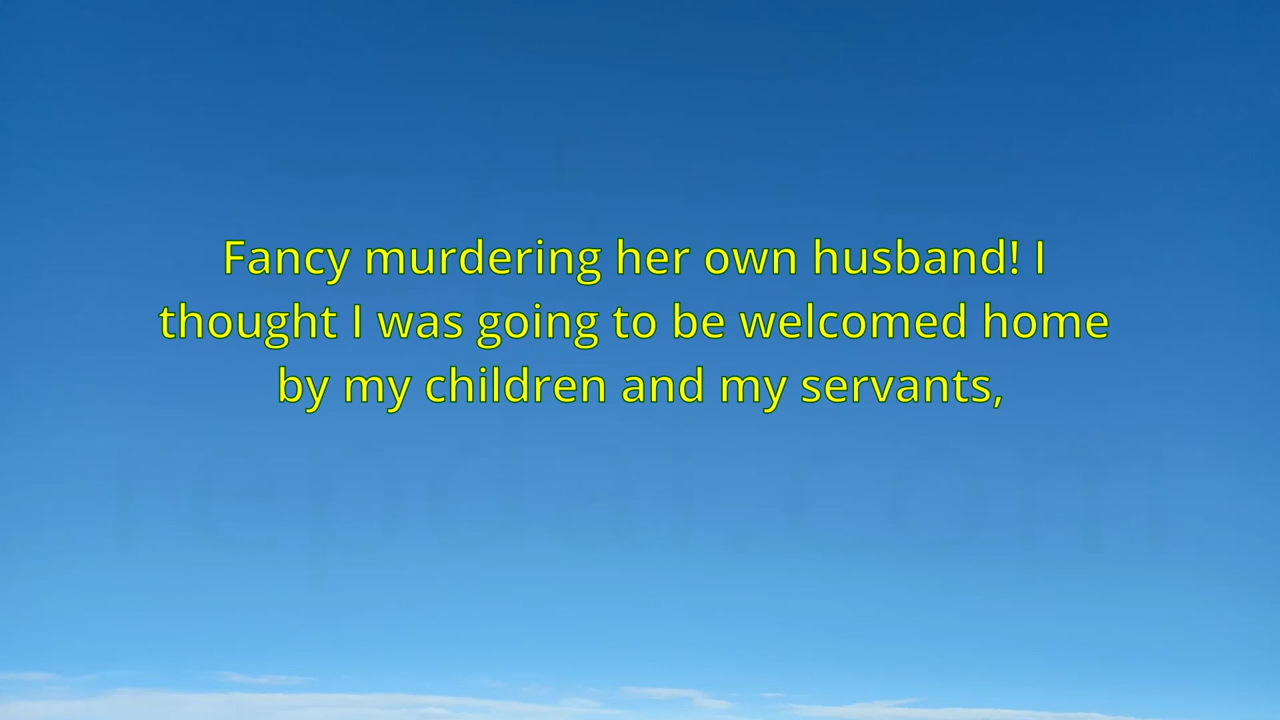 Fancy murdering her own husband! I
thought I was going to be welcomed home
by my children and my servants,